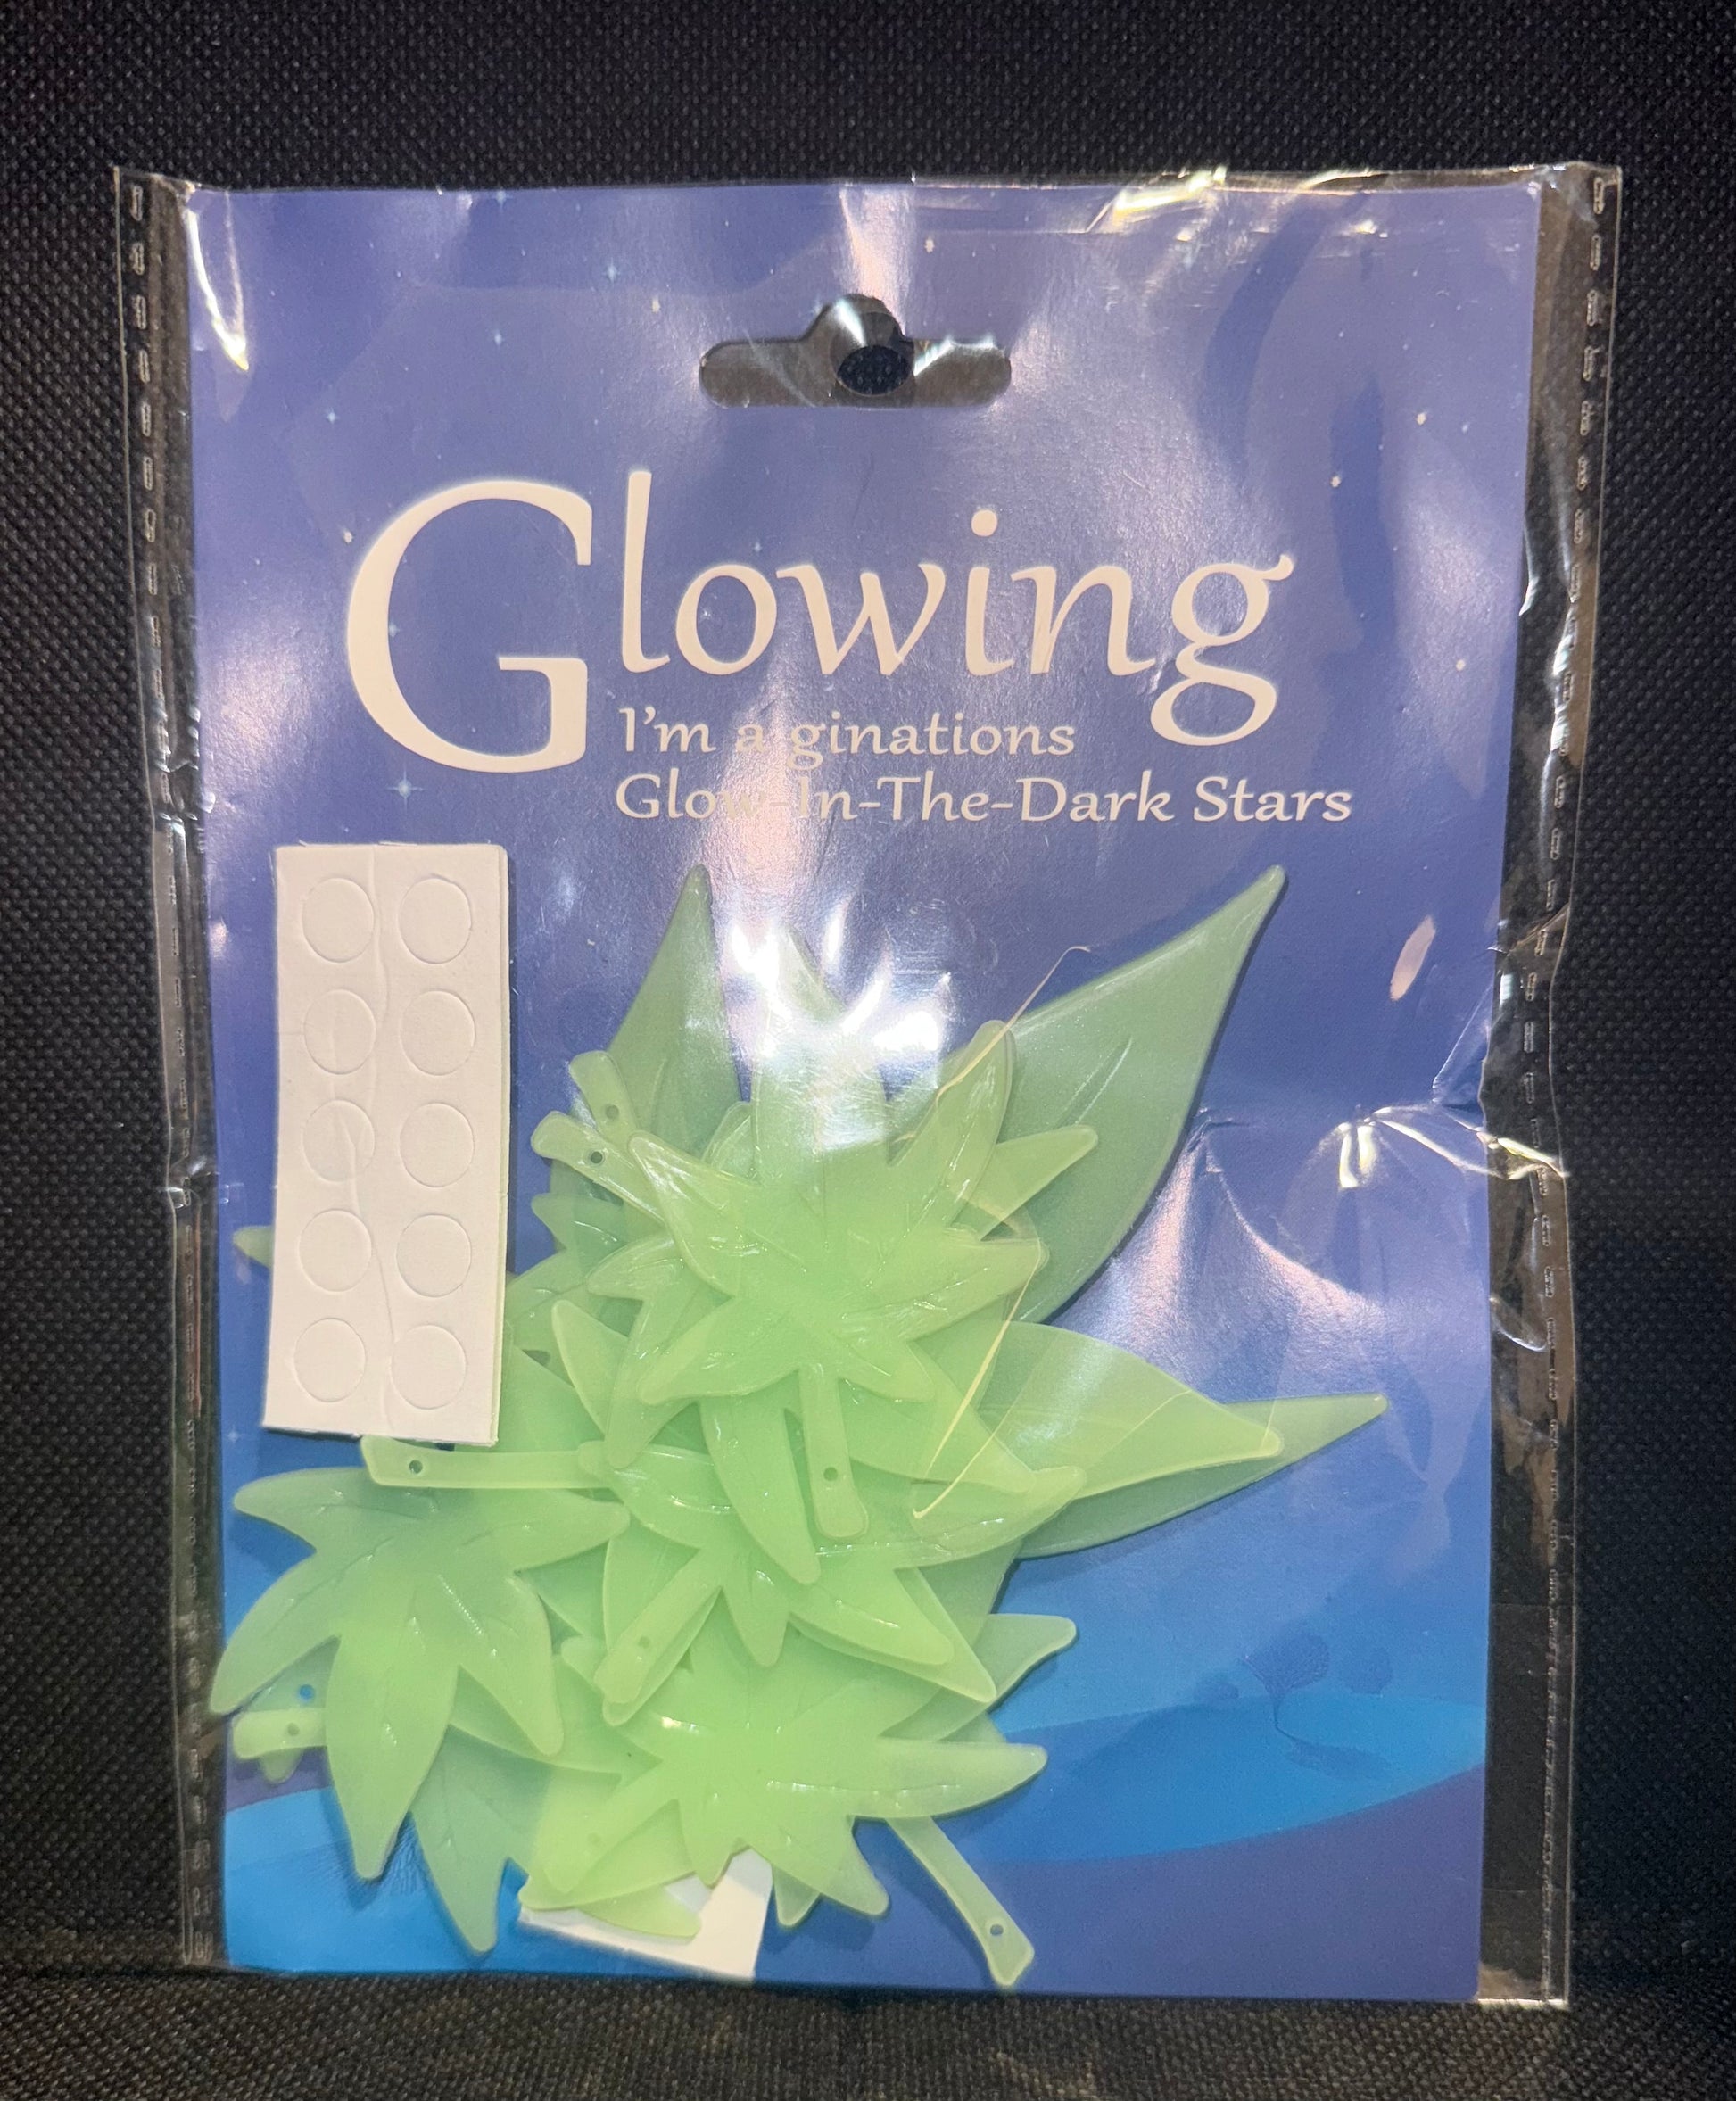 Glowing
I'm a ginations
Glow-In-The-Dark Stars